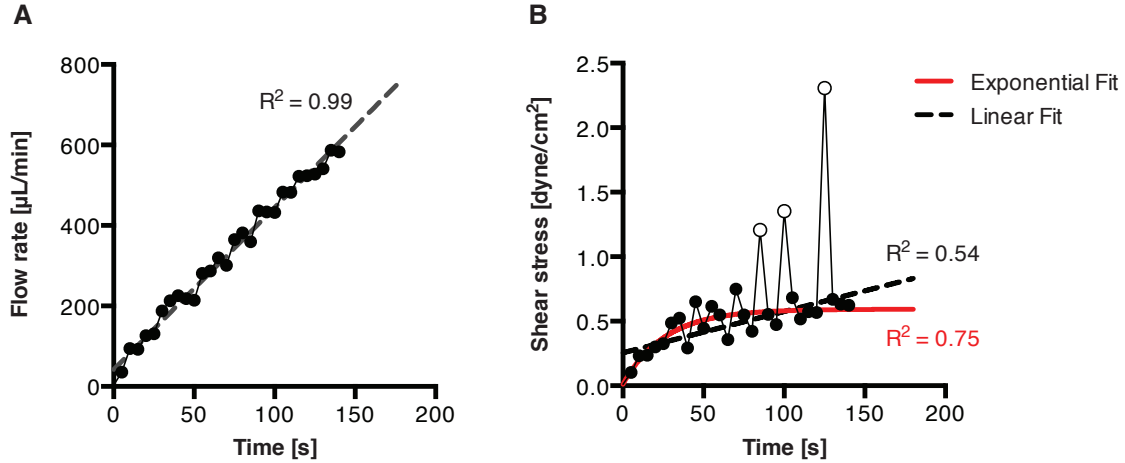 A
Flow rate [µL/min]
800
600
400
200
0
R² = 0.99
0 50 100 150 200
Time [s]
B
Shear stress [dyne/cm²]
2.5
2.0
1.5
1.0
0.5
0.0
Exponential Fit
Linear Fit
R² = 0.54
R² = 0.75
0 50 100 150 200
Time [s]